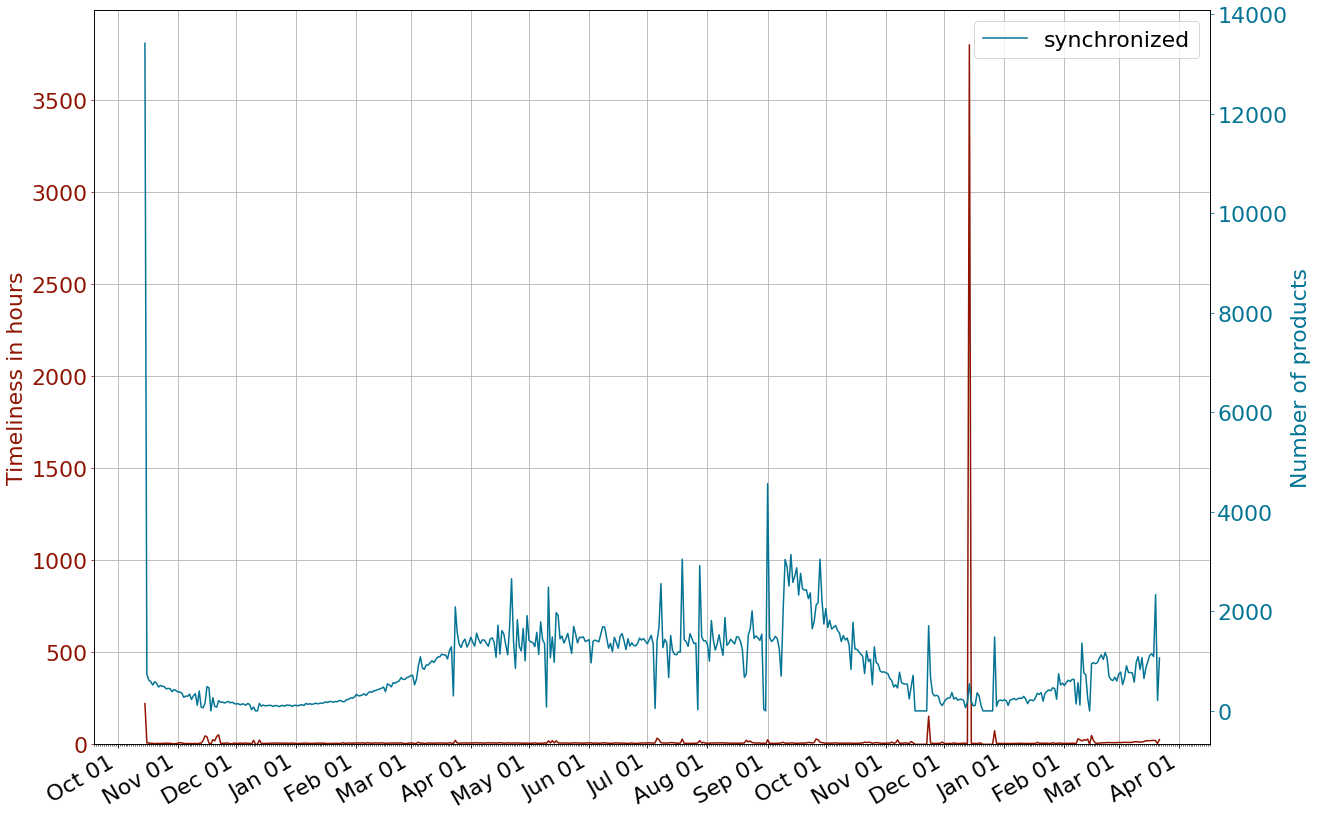 synchronized
Timeliness in hours
3500
3000
2500
2000
1500
1000
500
0
14000
12000
10000
8000
6000
4000
2000
0
Number of products
Oct 01
Nov 01
Dec 01
Jan 01
Feb 01
Mar 01
Apr 01
May 01
Jun 01
Jul 01
Aug 01
Sep 01
Oct 01
Nov 01
Dec 01
Jan 01
Feb 01
Mar 01
Apr 01